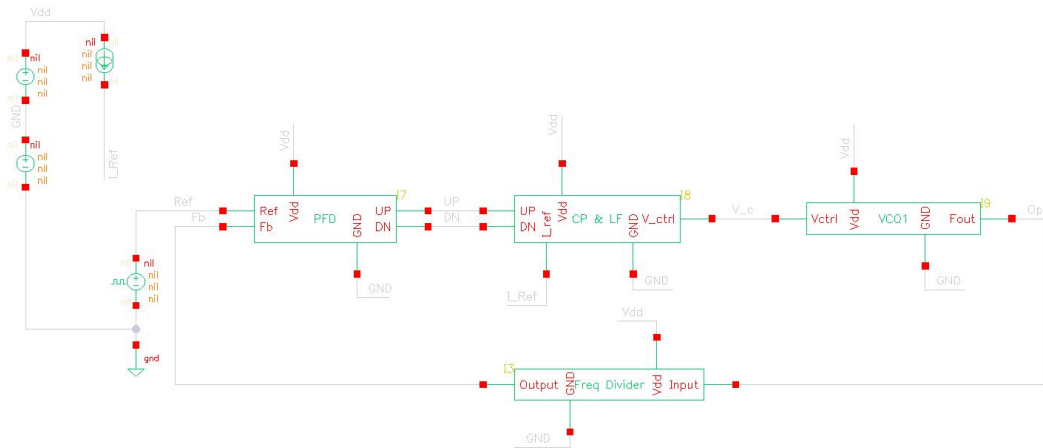 Vdd
nil
nil
nil
nil
nil
nil
nil
nil
GND
nil
nil
nil
nil
I_Ref
Vdd
Vdd
Vdd
I7
I8
I9
Ref
Fb
Ref
Fb
Vdd
PFD
GND
UP
DN
UP
DN
UP
DN
I_ref
Vdd
CP & LF
GND
V_ctrl
V_c
Vctrl
Vdd
VCO1
GND
Fout
Op
nil
nil
nil
nil
GND
I_Ref
GND
GND
Vdd
gnd
I3
Output
GND
Freq Divider
Vdd
Input
GND